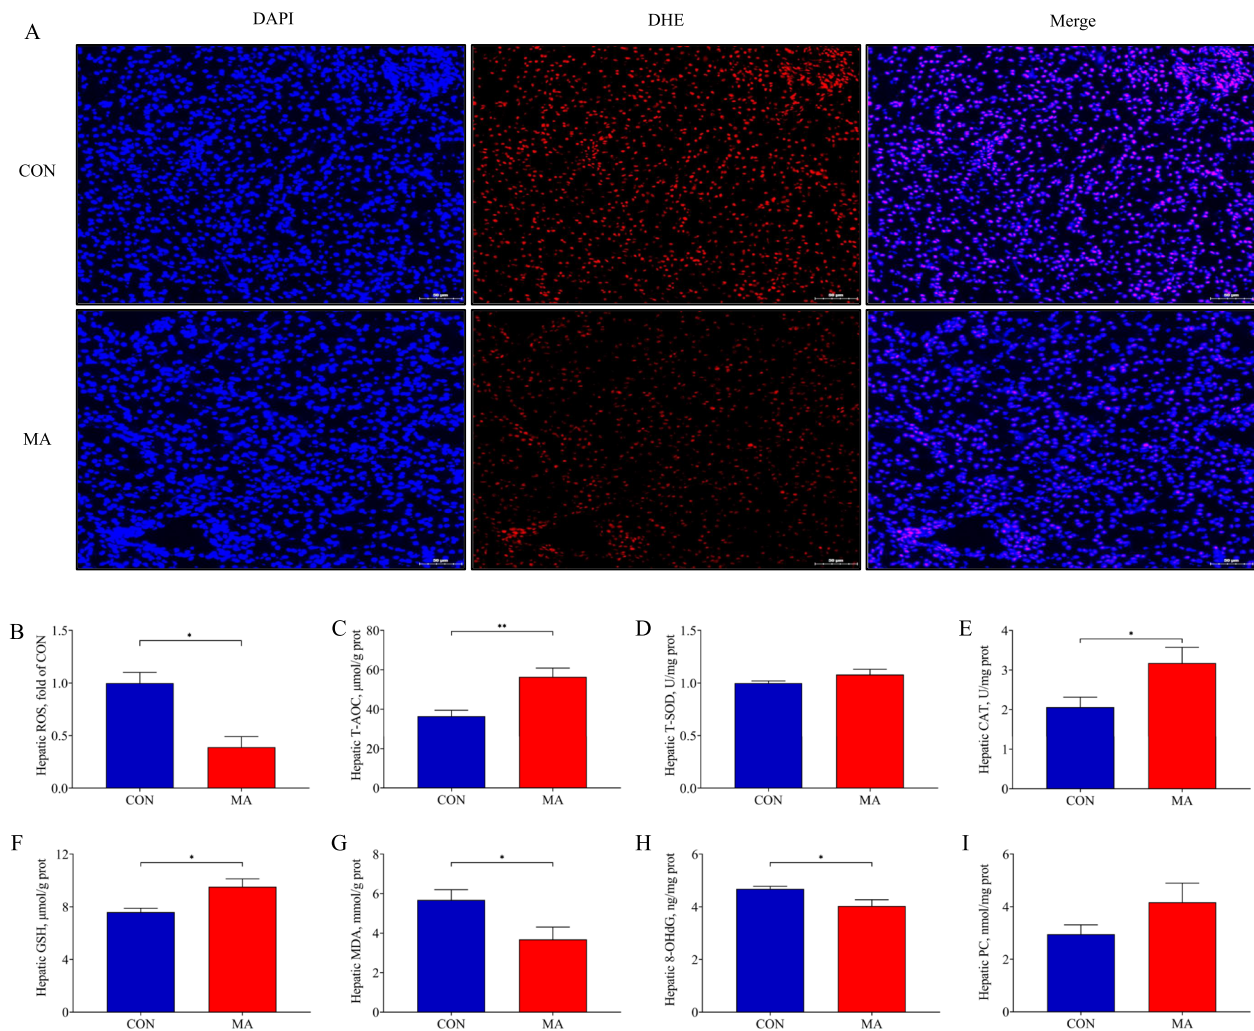 A
DAPI
DHE
Merge
CON
MA
B
Hepatic ROS, fold of CON
1.5
1.0
0.5
0.0
*
CON
MA
C
Hepatic T-AOC, μmol/g prot
80
60
40
20
0
**
CON
MA
D
Hepatic T-SOD, U/mg prot
1.5
1.0
0.5
0.0
CON
MA
E
Hepatic CAT, U/mg prot
4
3
2
1
0
*
CON
MA
F
Hepatic GSH, μmol/g prot
12
8
4
0
*
CON
MA
G
Hepatic MDA, mmol/g prot
8
6
4
2
0
*
CON
MA
H
Hepatic 8-OHdG, ng/mg prot
6
4
2
0
*
CON
MA
I
Hepatic PC, nmol/mg prot
6
4
2
0
CON
MA